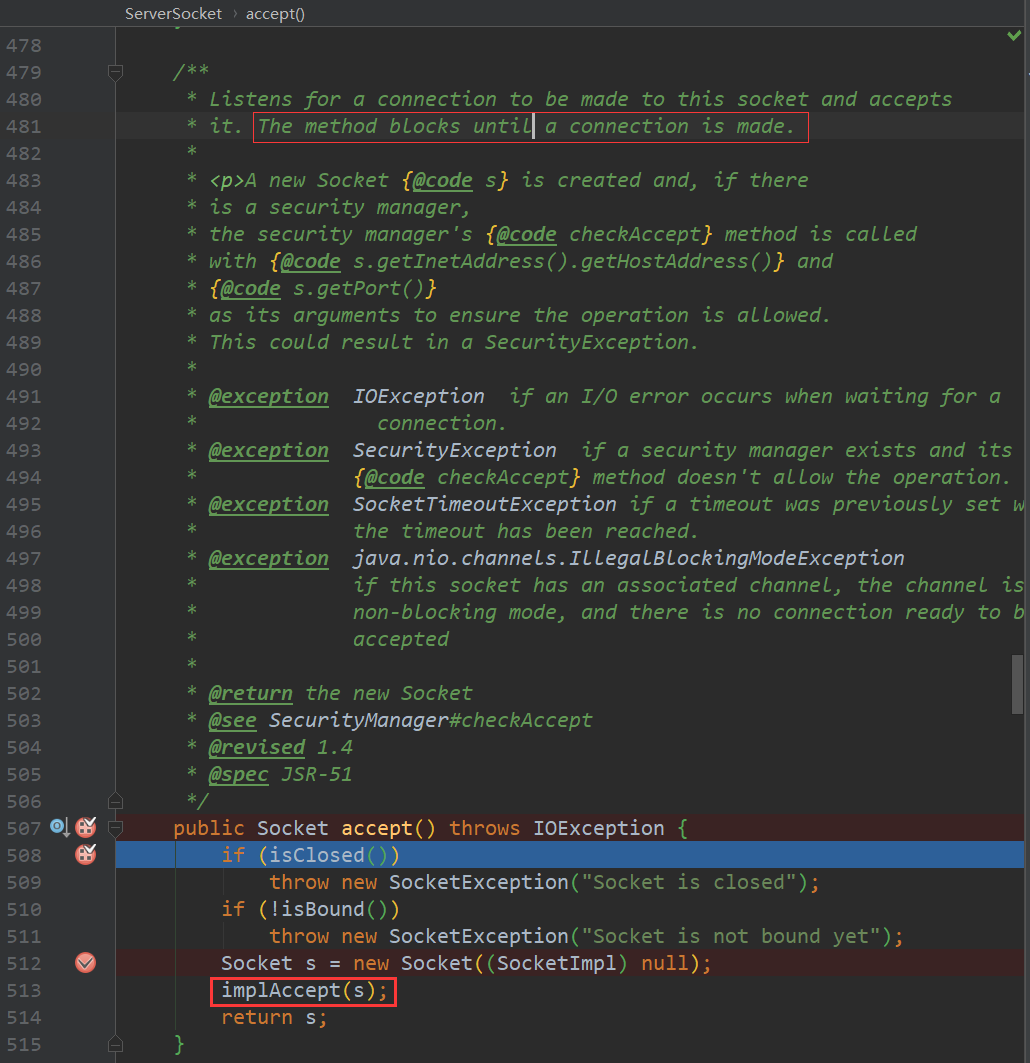 ServerSocket › accept()
478
479 /**
480 * Listens for a connection to be made to this socket and accepts
481 * it. The method blocks until a connection is made.
482 *
483 * <p>A new Socket {@code s} is created and, if there
484 * is a security manager,
485 * the security manager's {@code checkAccept} method is called
486 * with {@code s.getInetAddress().getHostAddress()} and
487 * {@code s.getPort()}
488 * as its arguments to ensure the operation is allowed.
489 * This could result in a SecurityException.
490 *
491 * @exception  IOException  if an I/O error occurs when waiting for a
492 *               connection.
493 * @exception  SecurityException  if a security manager exists and its
494 *             {@code checkAccept} method doesn't allow the operation.
495 * @exception  SocketTimeoutException if a timeout was previously set w
496 *             the timeout has been reached.
497 * @exception  java.nio.channels.IllegalBlockingModeException
498 *             if this socket has an associated channel, the channel is
499 *             non-blocking mode, and there is no connection ready to b
500 *             accepted
501 *
502 * @return the new Socket
503 * @see SecurityManager#checkAccept
504 * @revised 1.4
505 * @spec JSR-51
506 */
507 public Socket accept() throws IOException {
508 if (isClosed())
509 throw new SocketException("Socket is closed");
510 if (!isBound())
511 throw new SocketException("Socket is not bound yet");
512 Socket s = new Socket((SocketImpl) null);
513 implAccept(s);
514 return s;
515 }